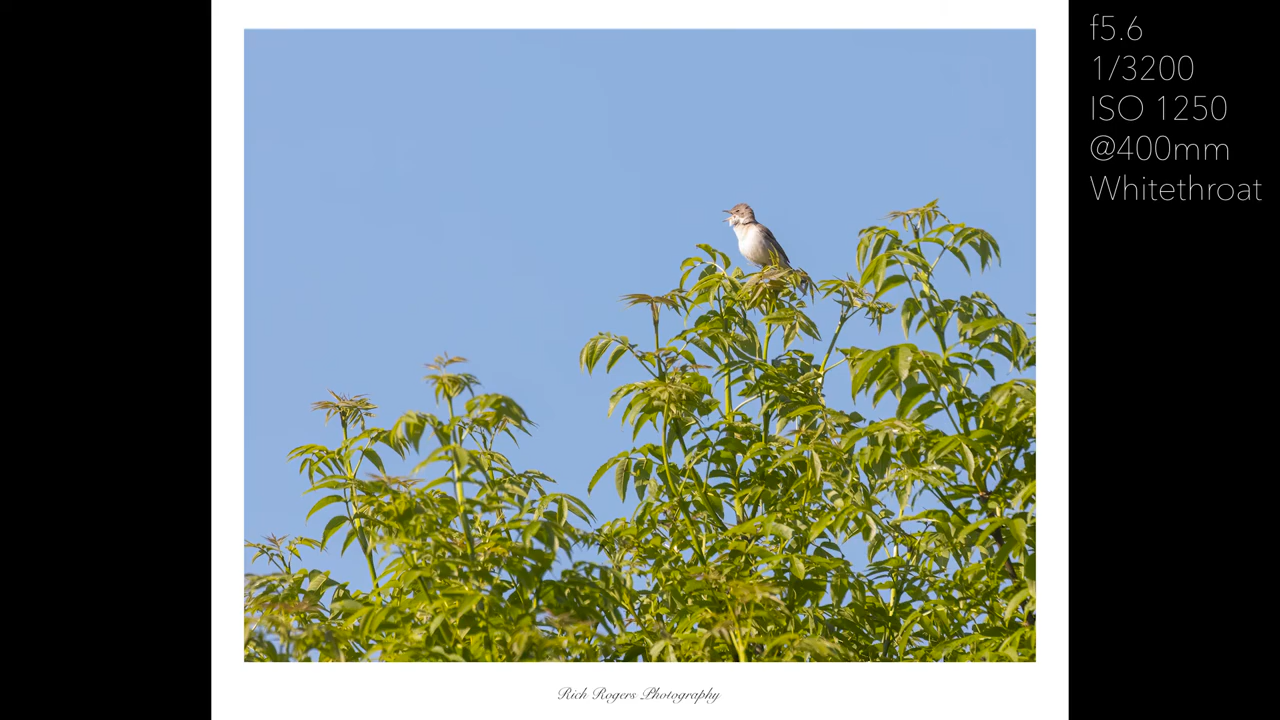 f5.6
1/3200
ISO 1250
@400mm
Whitethroat
Rich Rogers Photography